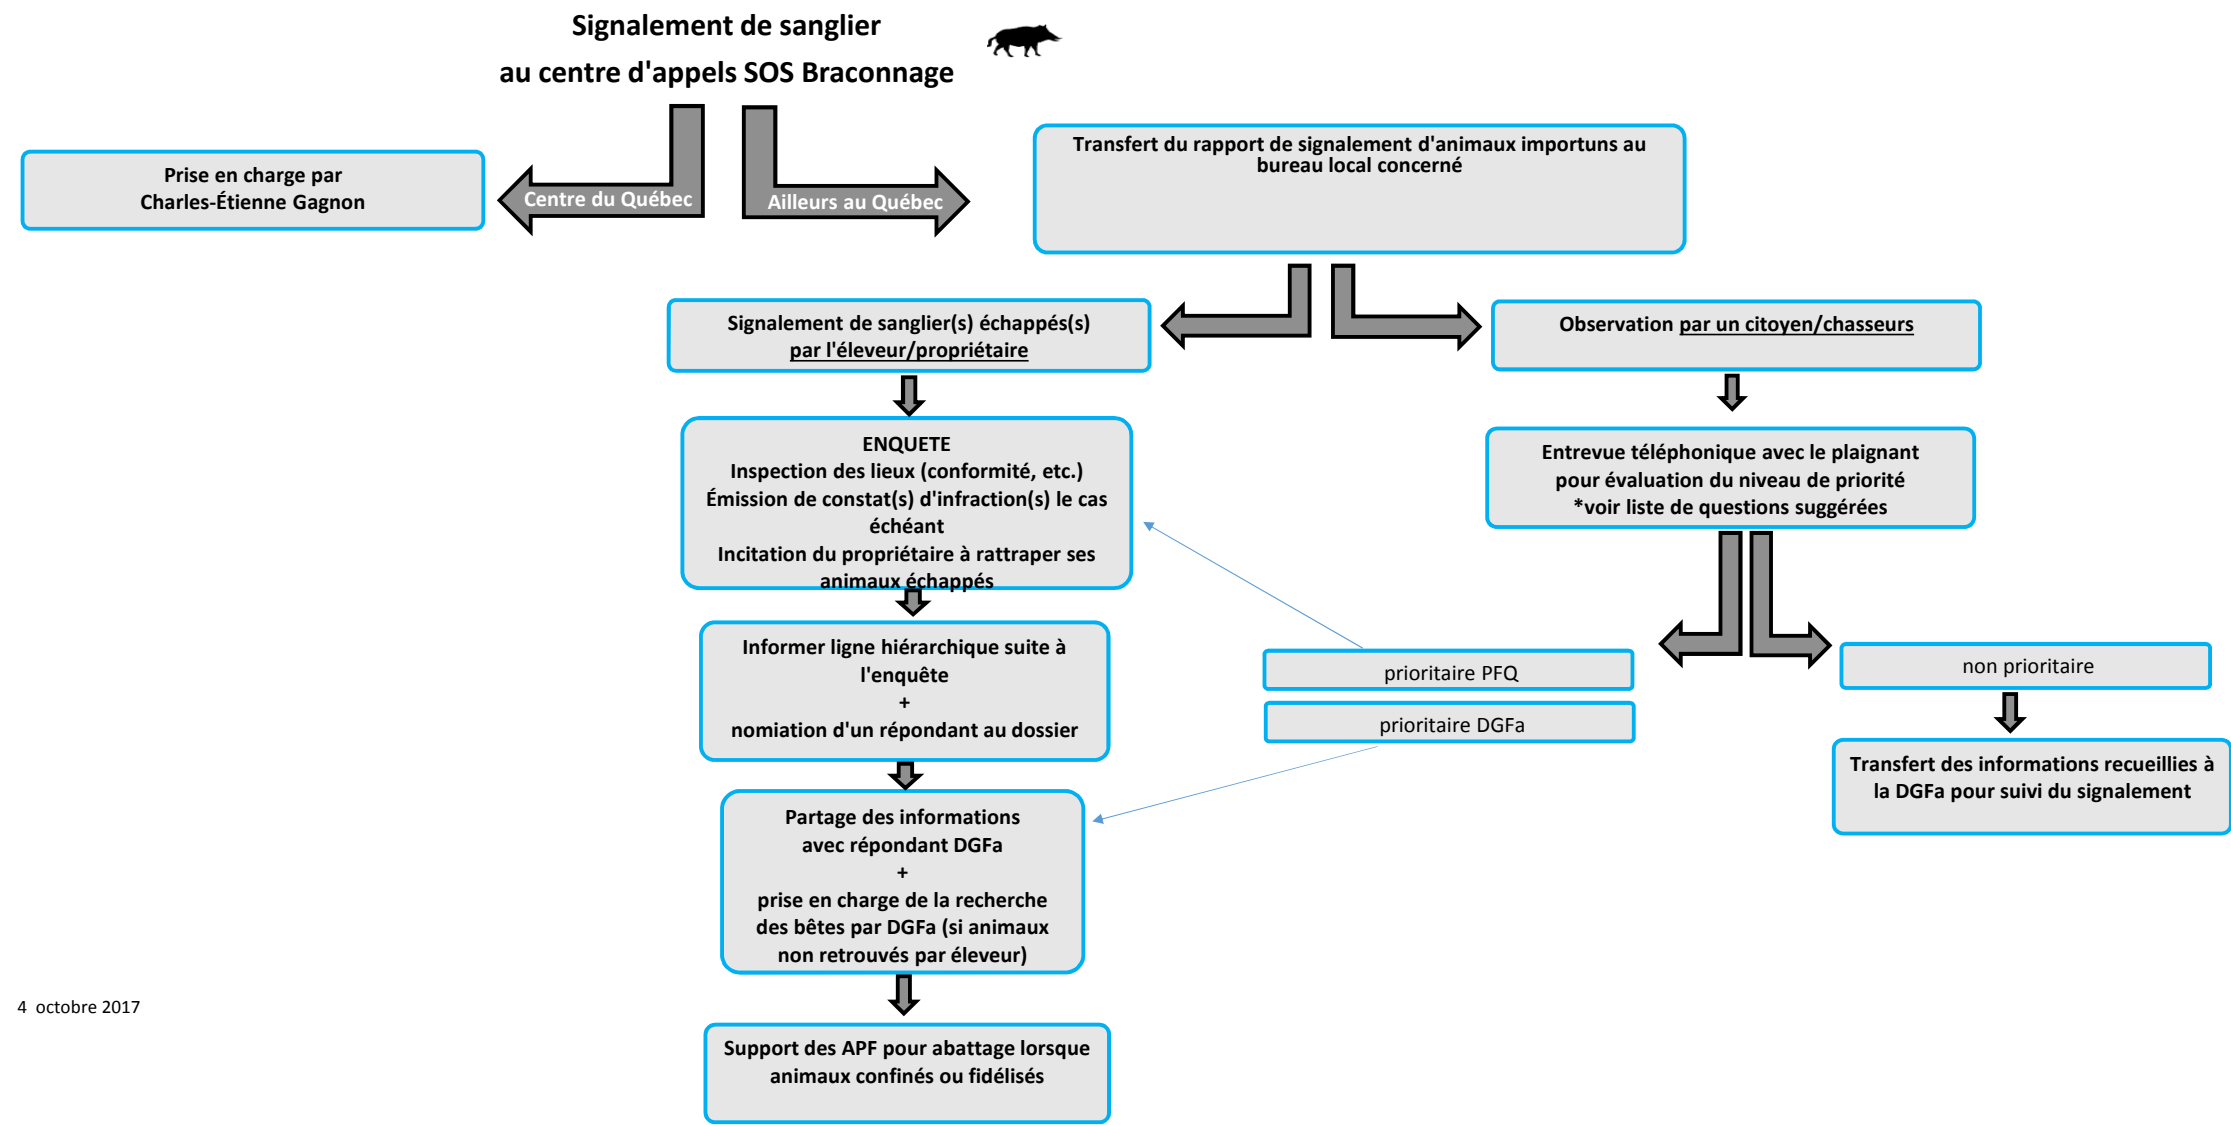 Signalement de sanglier
au centre d'appels SOS Braconnage
Prise en charge par
Charles-Étienne Gagnon
Centre du Québec
Ailleurs au Québec
Transfert du rapport de signalement d'animaux importuns au
bureau local concerné
Signalement de sanglier(s) échappés(s)
par l'éleveur/propriétaire
Observation par un citoyen/chasseurs
ENQUETE
Inspection des lieux (conformité, etc.)
Émission de constat(s) d'infraction(s) le cas
échéant
Incitation du propriétaire à rattraper ses
animaux échappés
Entrevue téléphonique avec le plaignant
pour évaluation du niveau de priorité
*voir liste de questions suggérées
Informer ligne hiérarchique suite à
l'enquête
+
nomiation d'un répondant au dossier
prioritaire PFQ
prioritaire DGFa
non prioritaire
Transfert des informations recueillies à
la DGFa pour suivi du signalement
Partage des informations
avec répondant DGFa
+
prise en charge de la recherche
des bêtes par DGFa (si animaux
non retrouvés par éleveur)
Support des APF pour abattage lorsque
animaux confinés ou fidélisés
4 octobre 2017